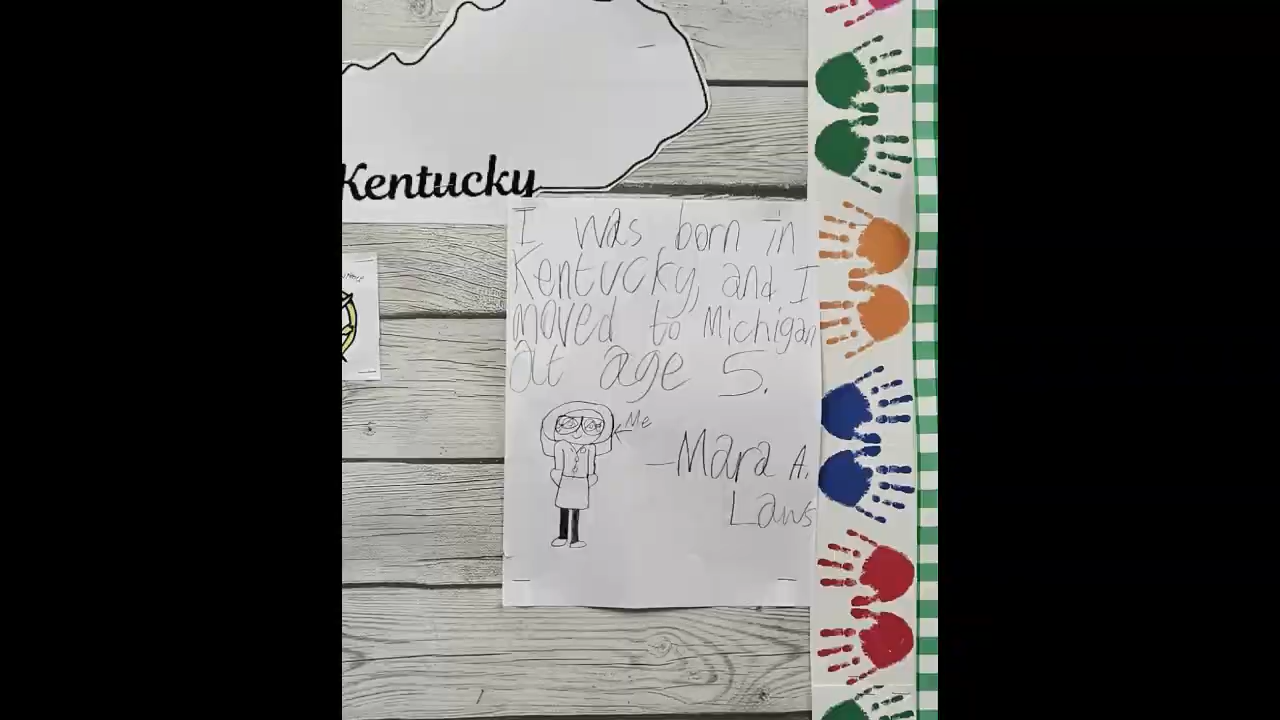 Kentucky
I was born in
Kentucky, and I
moved to Michigan
at age 5.
←Me
—Mara A.
Laws